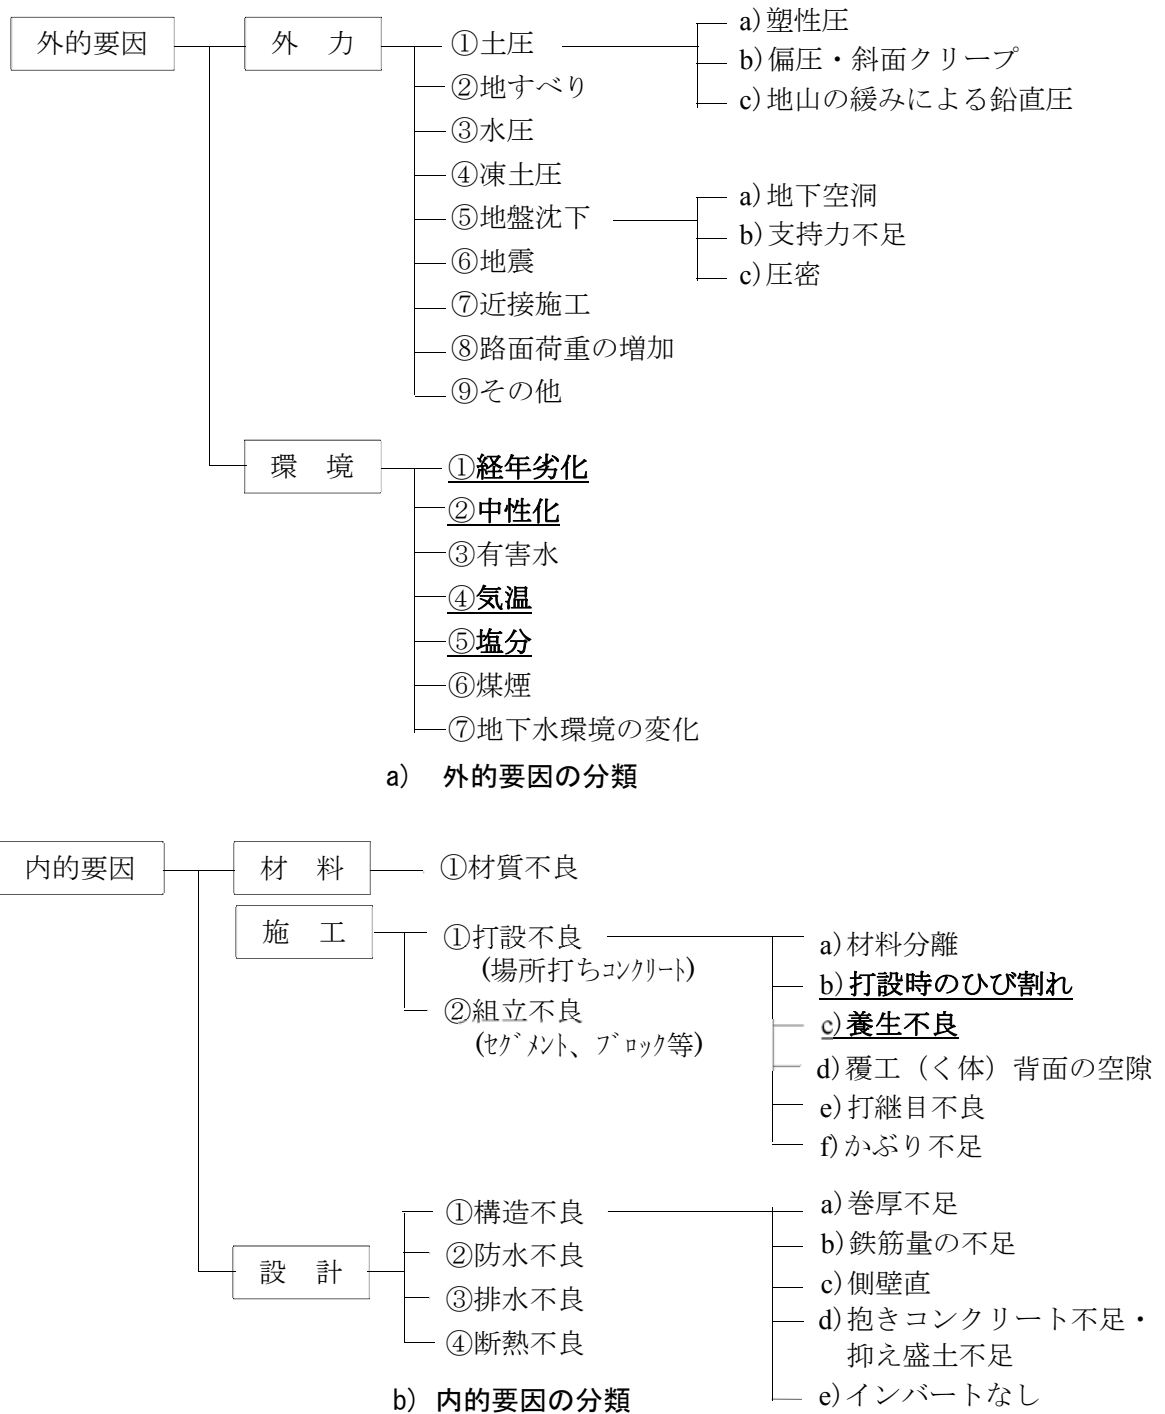 外的要因
外　力
①土圧
a)塑性圧
b)偏圧・斜面クリープ
c)地山の緩みによる鉛直圧
②地すべり
③水圧
④凍土圧
⑤地盤沈下
a)地下空洞
b)支持力不足
c)圧密
⑥地震
⑦近接施工
⑧路面荷重の増加
⑨その他
環　境
①経年劣化
②中性化
③有害水
④気温
⑤塩分
⑥煤煙
⑦地下水環境の変化
a)　外的要因の分類
内的要因
材　料
①材質不良
施　工
①打設不良
(場所打ちｺﾝｸﾘｰﾄ)
②組立不良
(ｾｸﾞﾒﾝﾄ、ﾌﾞﾛｯｸ等)
a)材料分離
b)打設時のひび割れ
c)養生不良
d)覆工（く体）背面の空隙
e)打継目不良
f)かぶり不足
設　計
①構造不良
②防水不良
③排水不良
④断熱不良
a)巻厚不足
b)鉄筋量の不足
c)側壁直
d)抱きコンクリート不足・
抑え盛土不足
e)インバートなし
b)　内的要因の分類